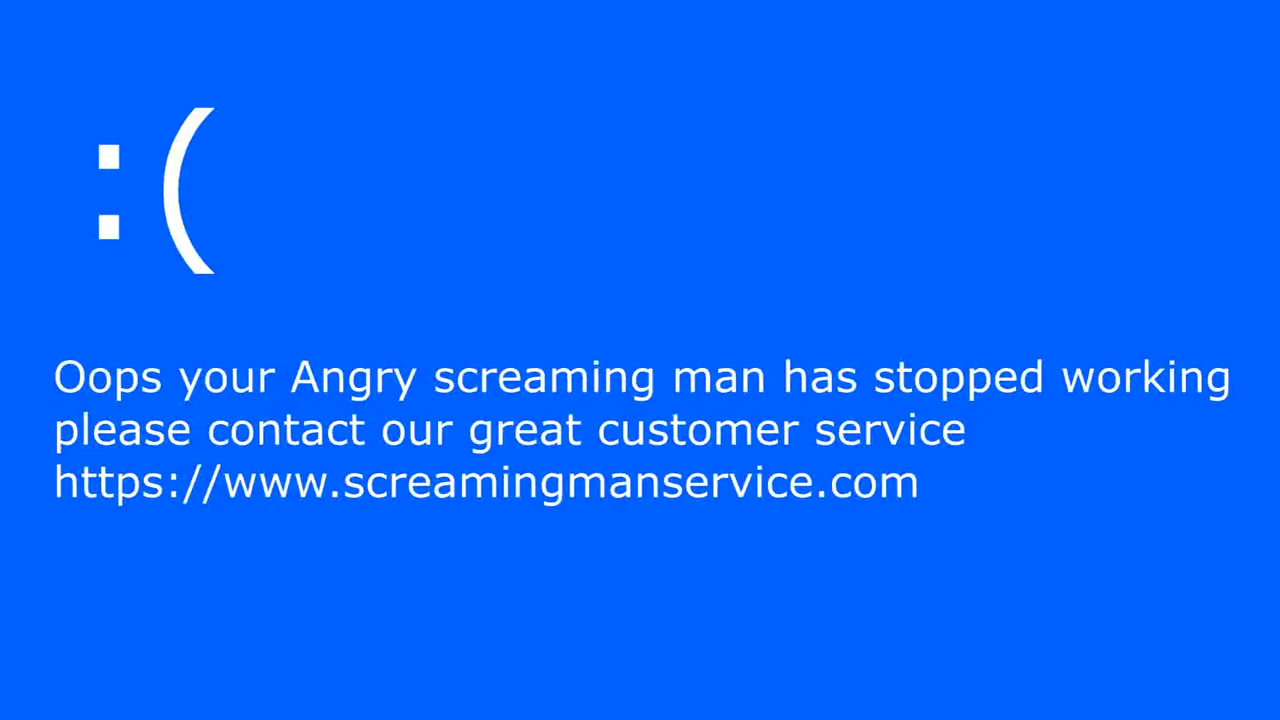 :(
Oops your Angry screaming man has stopped working
please contact our great customer service
https://www.screamingmanservice.com